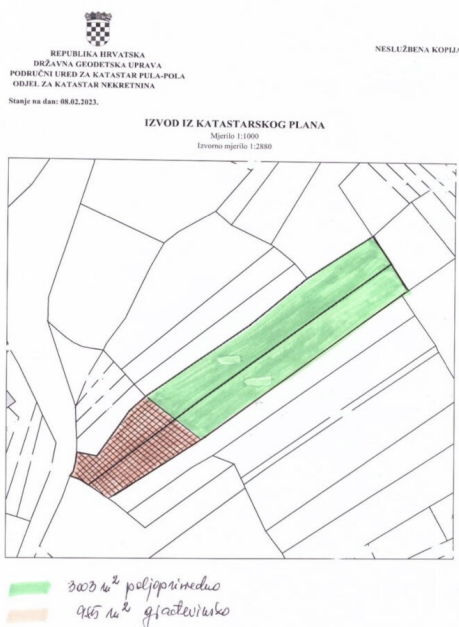 REPUBLIKA HRVATSKA
DRŽAVNA GEODETSKA UPRAVA
PODRUČNI URED ZA KATASTAR PULA-POLA
ODJEL ZA KATASTAR NEKRETNINA
NESLUŽBENA KOPIJA
Stanje na dan: 08.02.2023.
IZVOD IZ KATASTARSKOG PLANA
Mjerilo 1:1000
Izvorno mjerilo 1:2880
3003 m² poljoprivredno
m² građevinsko